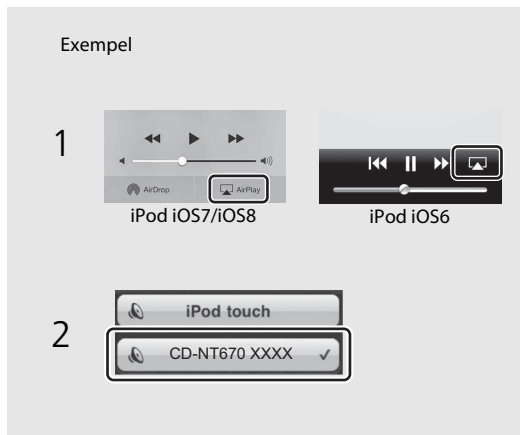 Exempel
1
AirDrop
AirPlay
iPod iOS7/iOS8
iPod iOS6
2
iPod touch
CD-NT670 XXXX